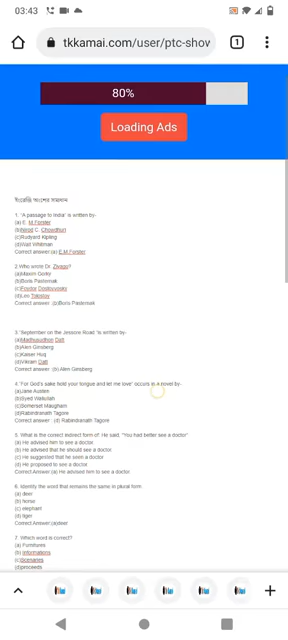 03:43
tkkamai.com/user/ptc-show
1
80%
Loading Ads
ইংরেজি অংশের সমাধান
1. 'A passage to India' is written by-
(a) E. M.Forster
(b)Nirod C. Chowdhuri
(c)Rudyard Kipling
(d)Walt Whitman
Correct answer:(a) E.M Forster
2.Who wrote Dr. Zivago?
(a)Maxim Gorky
(b)Boris Pasternak
(c)Fyodor Dostovosky
(d)Leo Tolostoy
Correct answer :(b)Boris Pasternak
3. 'September on the Jessore Road 'is written by-
(a)Madhusudhon Datt
(b)Alen Ginsberg
(c)Kaiser Huq
(d)Vikram Datt
Correct answer: (b) Alen Ginsberg
4. 'For God's sake hold your tongue and let me love' occurs in a novel by-
(a)Jane Austen
(b)Syed Waliullah
(c)Somerset Maugham
(d)Rabindranath Tagore
Correct answer: (d) Rabindranath Tagore
5. What is the correct indirect form of: He said, "You had better see a doctor"
(a) He advised him to see a doctor
(b) He advised that he should see a doctor
(c) He suggested that he seen a doctor
(d) He proposed to see a doctor
Correct Answer:(a) He advised him to see a doctor
6. Identify the word that remains the same in plural form:
(a) deer
(b) horse
(c) elephant
(d) tiger
Correct Answer:(a)deer
7. Which word is correct?
(a) Furnitures
(b) Informations
(c) Sceneries
(d)proceeds